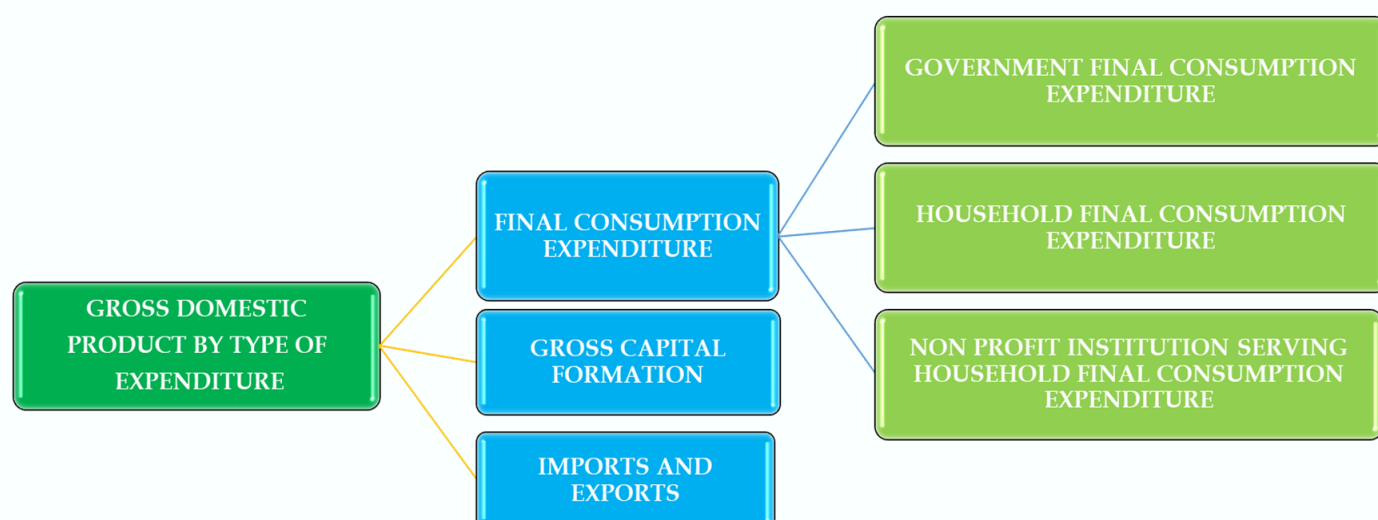 GROSS DOMESTIC
PRODUCT BY TYPE OF
EXPENDITURE
FINAL CONSUMPTION
EXPENDITURE
GROSS CAPITAL
FORMATION
IMPORTS AND
EXPORTS
GOVERNMENT FINAL CONSUMPTION
EXPENDITURE
HOUSEHOLD FINAL CONSUMPTION
EXPENDITURE
NON PROFIT INSTITUTION SERVING
HOUSEHOLD FINAL CONSUMPTION
EXPENDITURE